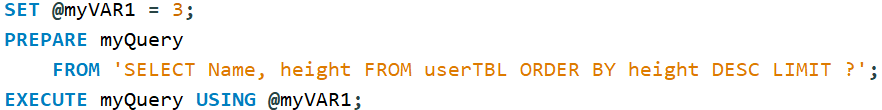 SET @myVAR1 = 3;
PREPARE myQuery
    FROM 'SELECT Name, height FROM userTBL ORDER BY height DESC LIMIT ?';
EXECUTE myQuery USING @myVAR1;